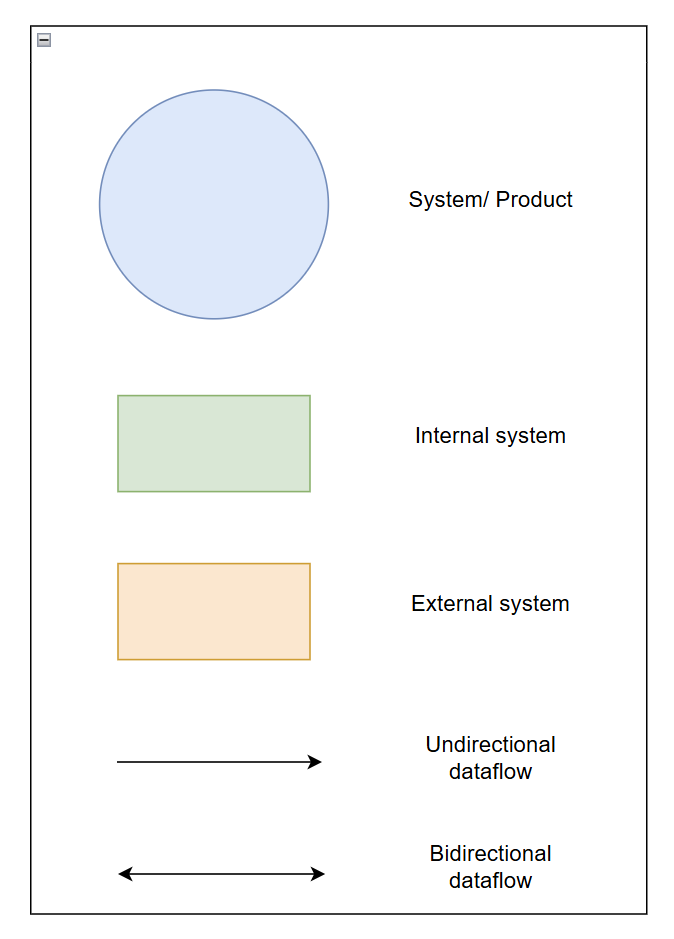 System/ Product
Internal system
External system
Undirectional
dataflow
Bidirectional
dataflow